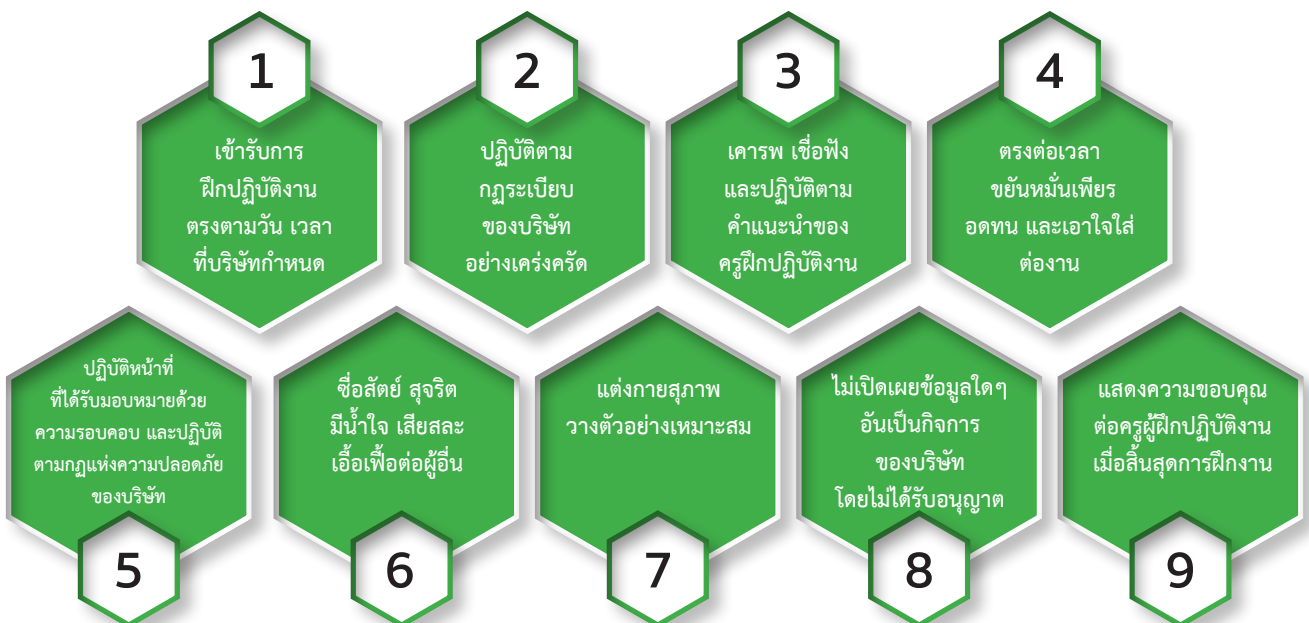 1
เข้ารับการ
ฝึกปฏิบัติงาน
ตรงตามวัน เวลา
ที่บริษัทกำหนด
2
ปฏิบัติตาม
กฎระเบียบ
ของบริษัท
อย่างเคร่งครัด
3
เคารพ เชื่อฟัง
และปฏิบัติตาม
คำแนะนำของ
ครูฝึกปฏิบัติงาน
4
ตรงต่อเวลา
ขยันหมั่นเพียร
อดทน และเอาใจใส่
ต่องาน
ปฏิบัติหน้าที่
ที่ได้รับมอบหมายด้วย
ความรอบคอบ และปฏิบัติ
ตามกฎแห่งความปลอดภัย
ของบริษัท
5
ซื่อสัตย์ สุจริต
มีน้ำใจ เสียสละ
เอื้อเฟื้อต่อผู้อื่น
6
แต่งกายสุภาพ
วางตัวอย่างเหมาะสม
7
ไม่เปิดเผยข้อมูลใดๆ
อันเป็นกิจการ
ของบริษัท
โดยไม่ได้รับอนุญาต
8
แสดงความขอบคุณ
ต่อครูผู้ฝึกปฏิบัติงาน
เมื่อสิ้นสุดการฝึกงาน
9